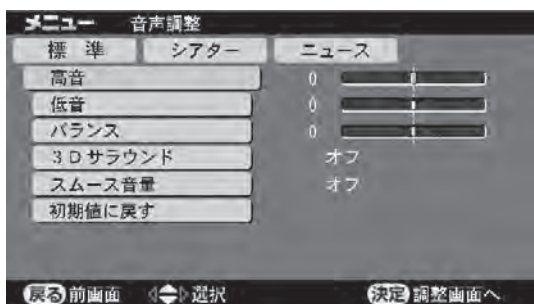 メニュー 音声調整
標 準 シアター ニュース
高音 0
低音 0
バランス 0
3Dサラウンド オフ
スムース音量 オフ
初期値に戻す
戻る 前画面 選択 決定 調整画面へ